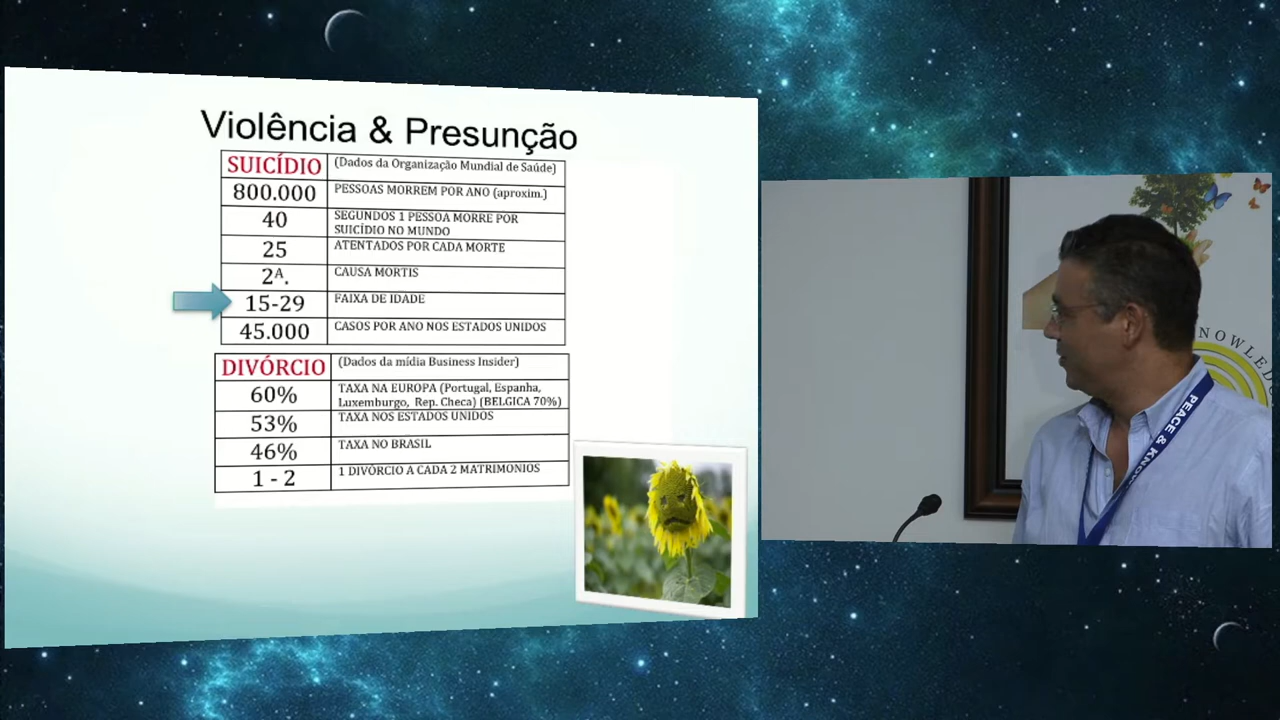 Violência & Presunção
SUICÍDIO (Dados da Organização Mundial de Saúde)
800.000 PESSOAS MORREM POR ANO (aproxim.)
40 SEGUNDOS 1 PESSOA MORRE POR
SUICÍDIO NO MUNDO
25 ATENTADOS POR CADA MORTE
2ª. CAUSA MORTIS
15-29 FAIXA DE IDADE
45.000 CASOS POR ANO NOS ESTADOS UNIDOS
DIVÓRCIO (Dados da mídia Business Insider)
60% TAXA NA EUROPA (Portugal, Espanha,
Luxemburgo, Rep. Checa) (BELGICA 70%)
53% TAXA NOS ESTADOS UNIDOS
46% TAXA NO BRASIL
1 - 2 1 DIVÓRCIO A CADA 2 MATRIMONIOS
PEACE &